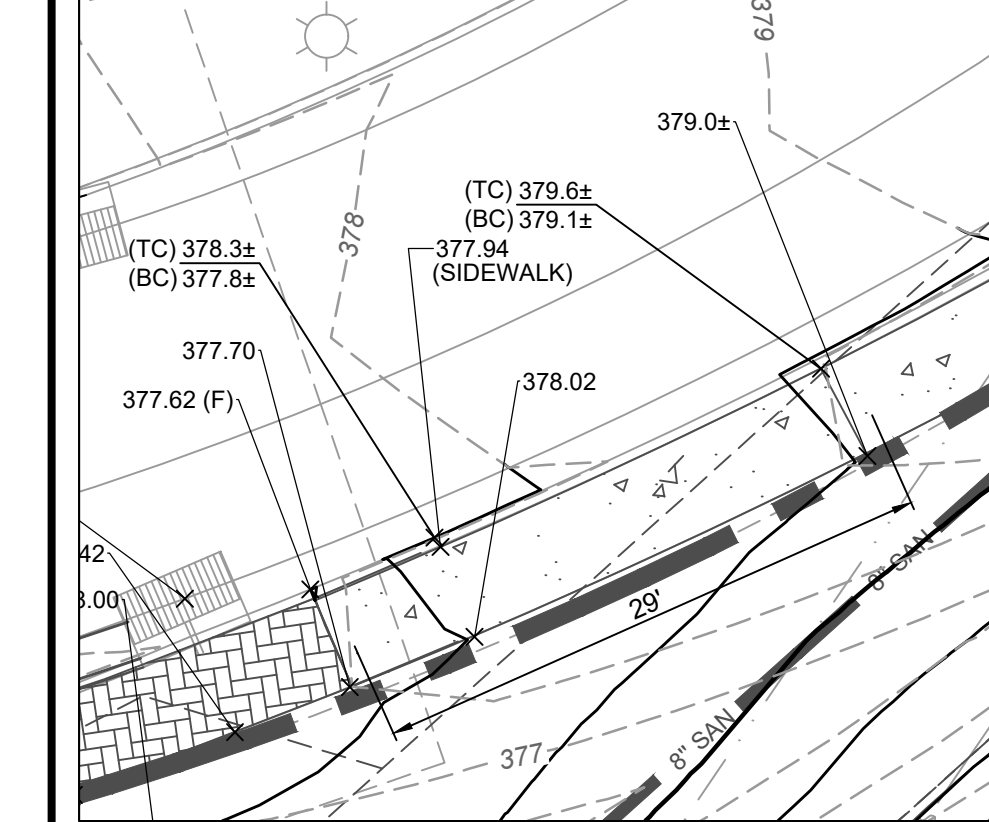 379
379.0±
(TC) 379.6±
(BC) 379.1±
378
(TC) 378.3±
(BC) 377.8±
377.94
(SIDEWALK)
377.70
378.02
377.62 (F)
42
3.00
8" SAN
29'
8" SAN
377